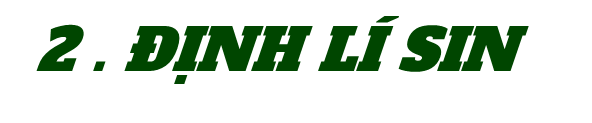 2 . ĐỊNH LÍ SIN